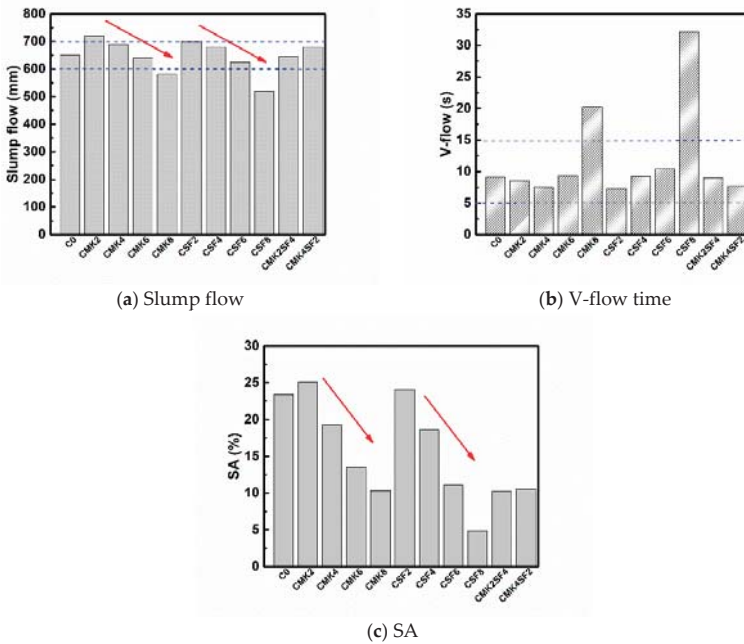 800
700
600
500
400
300
200
100
0
Slump flow (mm)
C0
CMK2
CMK4
CMK6
CMK8
CSF2
CSF4
CSF6
CSF8
CMK2SF4
CMK4SF2
(a) Slump flow
35
30
25
20
15
10
5
0
V-flow (s)
C0
CMK2
CMK4
CMK6
CMK8
CSF2
CSF4
CSF6
CSF8
CMK2SF4
CMK4SF2
(b) V-flow time
30
25
20
15
10
5
0
SA (%)
C0
CMK2
CMK4
CMK6
CMK8
CSF2
CSF4
CSF6
CSF8
CMK2SF4
CMK4SF2
(c) SA